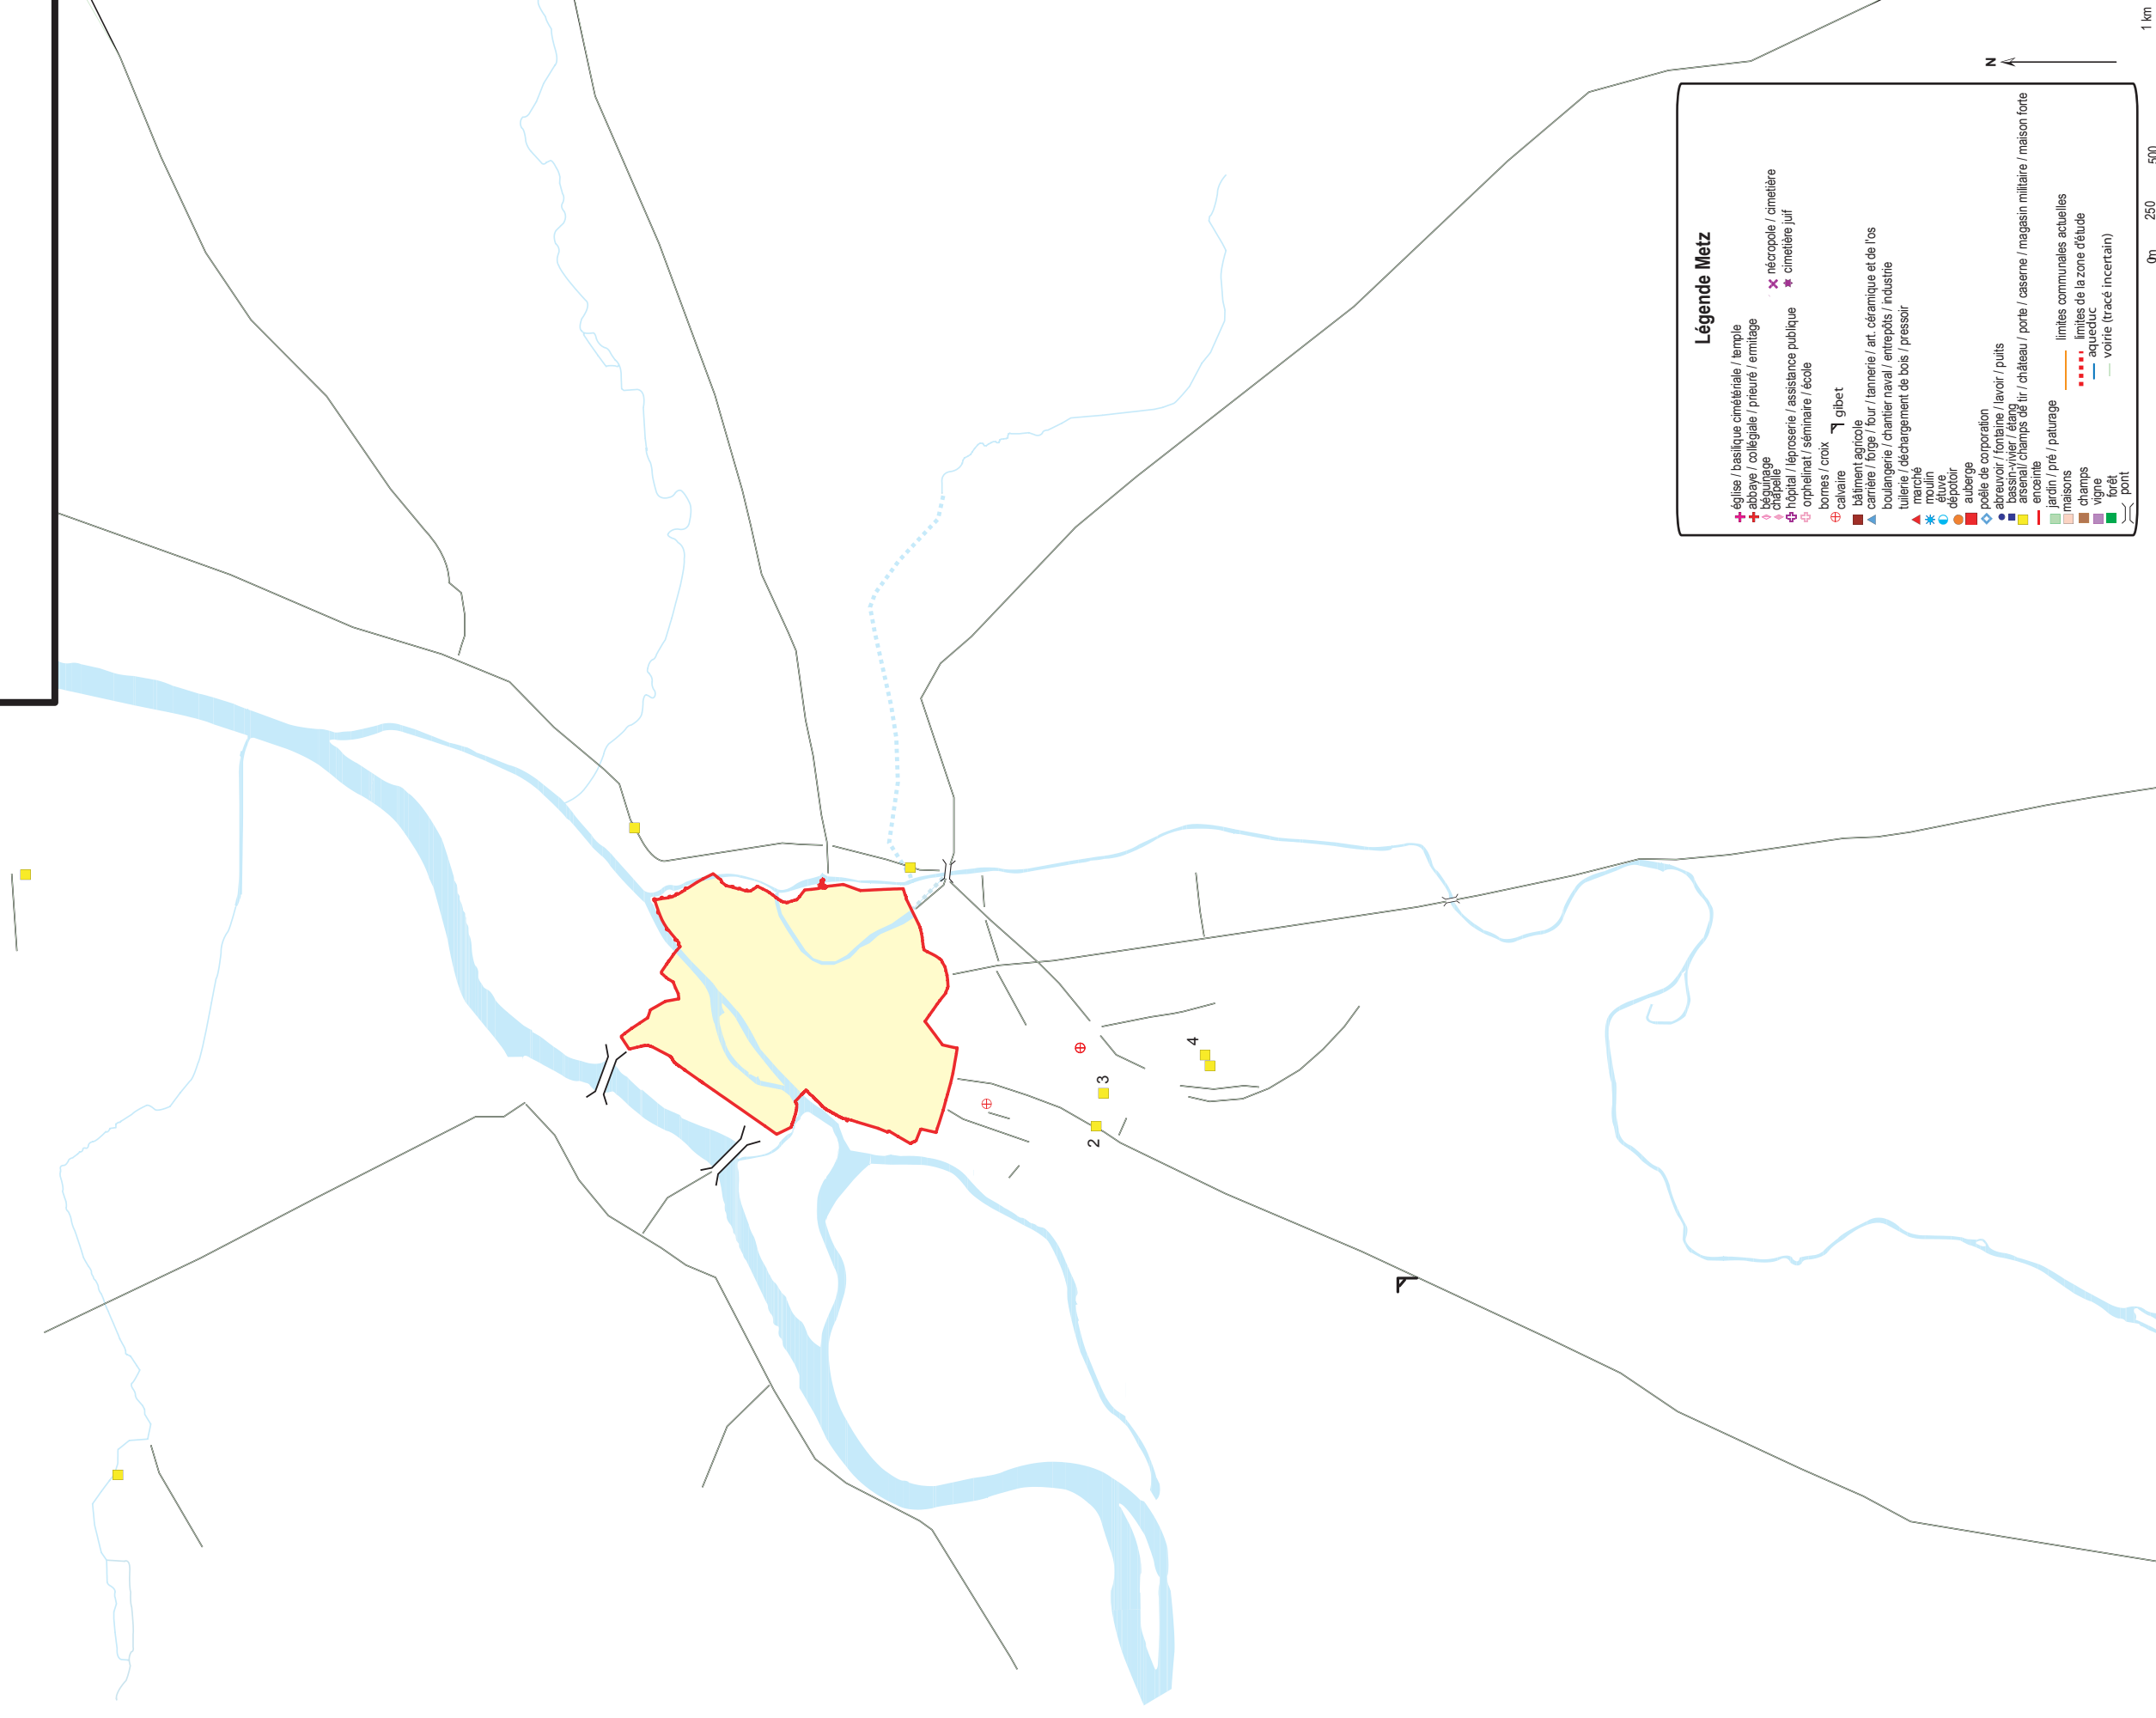 Légende Metz
église / basilique cimétériale / temple
abbaye / collégiale / prieuré / ermitage
béguinage
chapelle
nécropole / cimetière
cimetière juif
hôpital / léproserie / assistance publique
orphelinat / séminaire / école
bornes / croix
calvaire
gibet
bâtiment agricole
carrière / forge / four / tannerie / art. céramique et de l'os
boulangerie / chantier naval / entrepôts / industrie
tuilerie / déchargement de bois / pressoir
marché
moulin
étuve
dépotoir
auberge
poêle de corporation
abreuvoir / fontaine / lavoir / puits
bassin-vivier / étang
arsenal / champs de tir / château / porte / caserne / magasin militaire / maison forte
enceinte
jardin / pré / paturage
maisons
champs
vigne
forêt
pont
limites communales actuelles
limites de la zone d'étude
aqueduc
voirie (tracé incertain)
N
0m
250
500
1 km
2
3
4